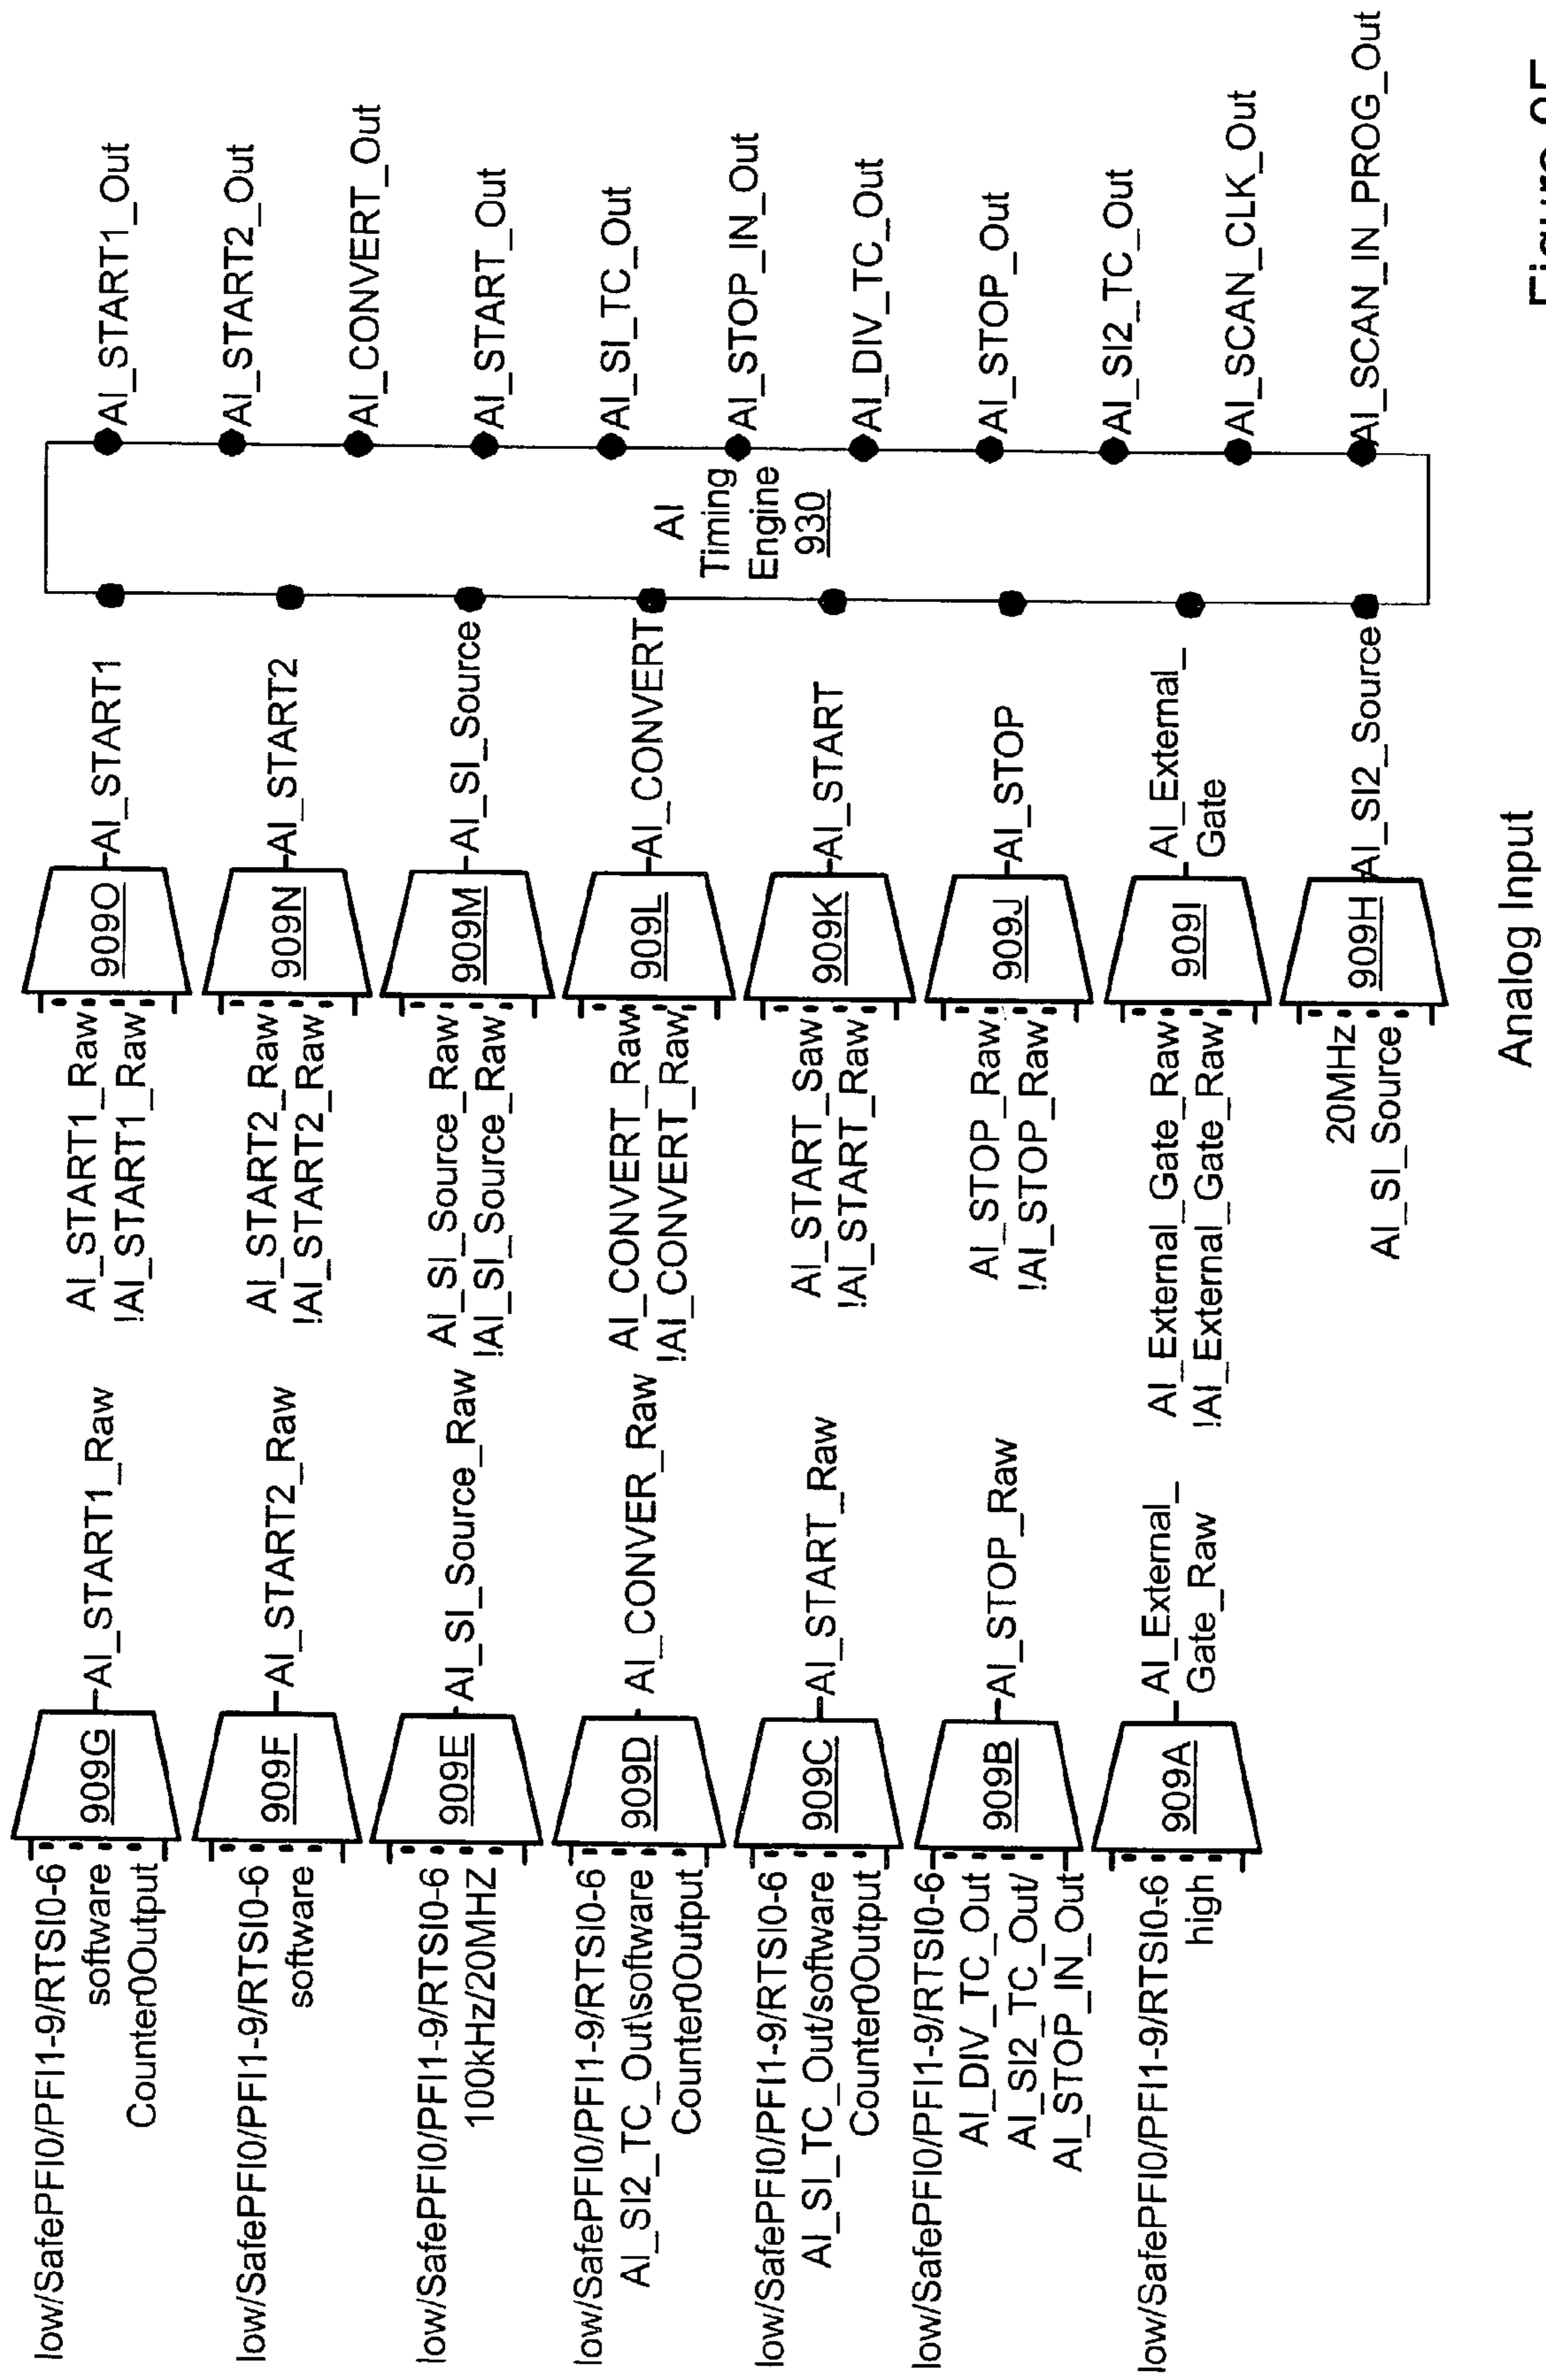 low/SafePFI0/PFI1-9/RTSI0-6
software
Counter0Output
909G
AI_START1_Raw
AI_START1_Raw
!AI_START1_Raw
909O
AI_START1
AI_START1_Out
low/SafePFI0/PFI1-9/RTSI0-6
software
909F
AI_START2_Raw
AI_START2_Raw
!AI_START2_Raw
909N
AI_START2
AI_START2_Out
low/SafePFI0/PFI1-9/RTSI0-6
100kHz/20MHZ
909E
AI_SI_Source_Raw
AI_SI_Source_Raw
!AI_SI_Source_Raw
909M
AI_SI_Source
AI_CONVERT_Out
low/SafePFI0/PFI1-9/RTSI0-6
AI_SI2_TC_Out\software
Counter0Output
909D
AI_CONVER_Raw
AI_CONVERT_Raw
!AI_CONVERT_Raw
909L
AI_CONVERT
AI_START_Out
AI_SI_TC_Out
low/SafePFI0/PFI1-9/RTSI0-6
AI_SI_TC_Out/software
Counter0Output
909C
AI_START_Raw
AI_START_Saw
!AI_START_Raw
909K
AI_START
AI
Timing
Engine
930
AI_STOP_IN_Out
AI_DIV_TC_Out
low/SafePFI0/PFI1-9/RTSI0-6
AI_DIV_TC_Out
AI_SI2_TC_Out/
AI_STOP_IN_Out
909B
AI_STOP_Raw
AI_STOP_Raw
!AI_STOP_Raw
909J
AI_STOP
AI_STOP_Out
AI_SI2_TC_Out
low/SafePFI0/PFI1-9/RTSI0-6
high
909A
AI_External_
Gate_Raw
AI_External_Gate_Raw
!AI_External_Gate_Raw
909I
AI_External_
Gate
AI_SCAN_CLK_Out
20MHz
AI_SI_Source
909H
AI_SI2_Source
AI_SCAN_IN_PROG_Out
Analog Input
Figure